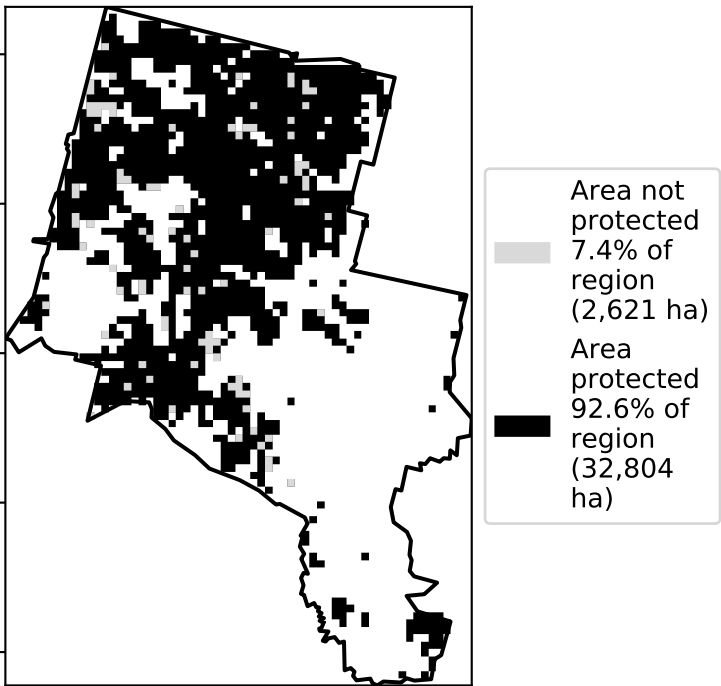 Area not
protected
7.4% of
region
(2,621 ha)
Area
protected
92.6% of
region
(32,804
ha)